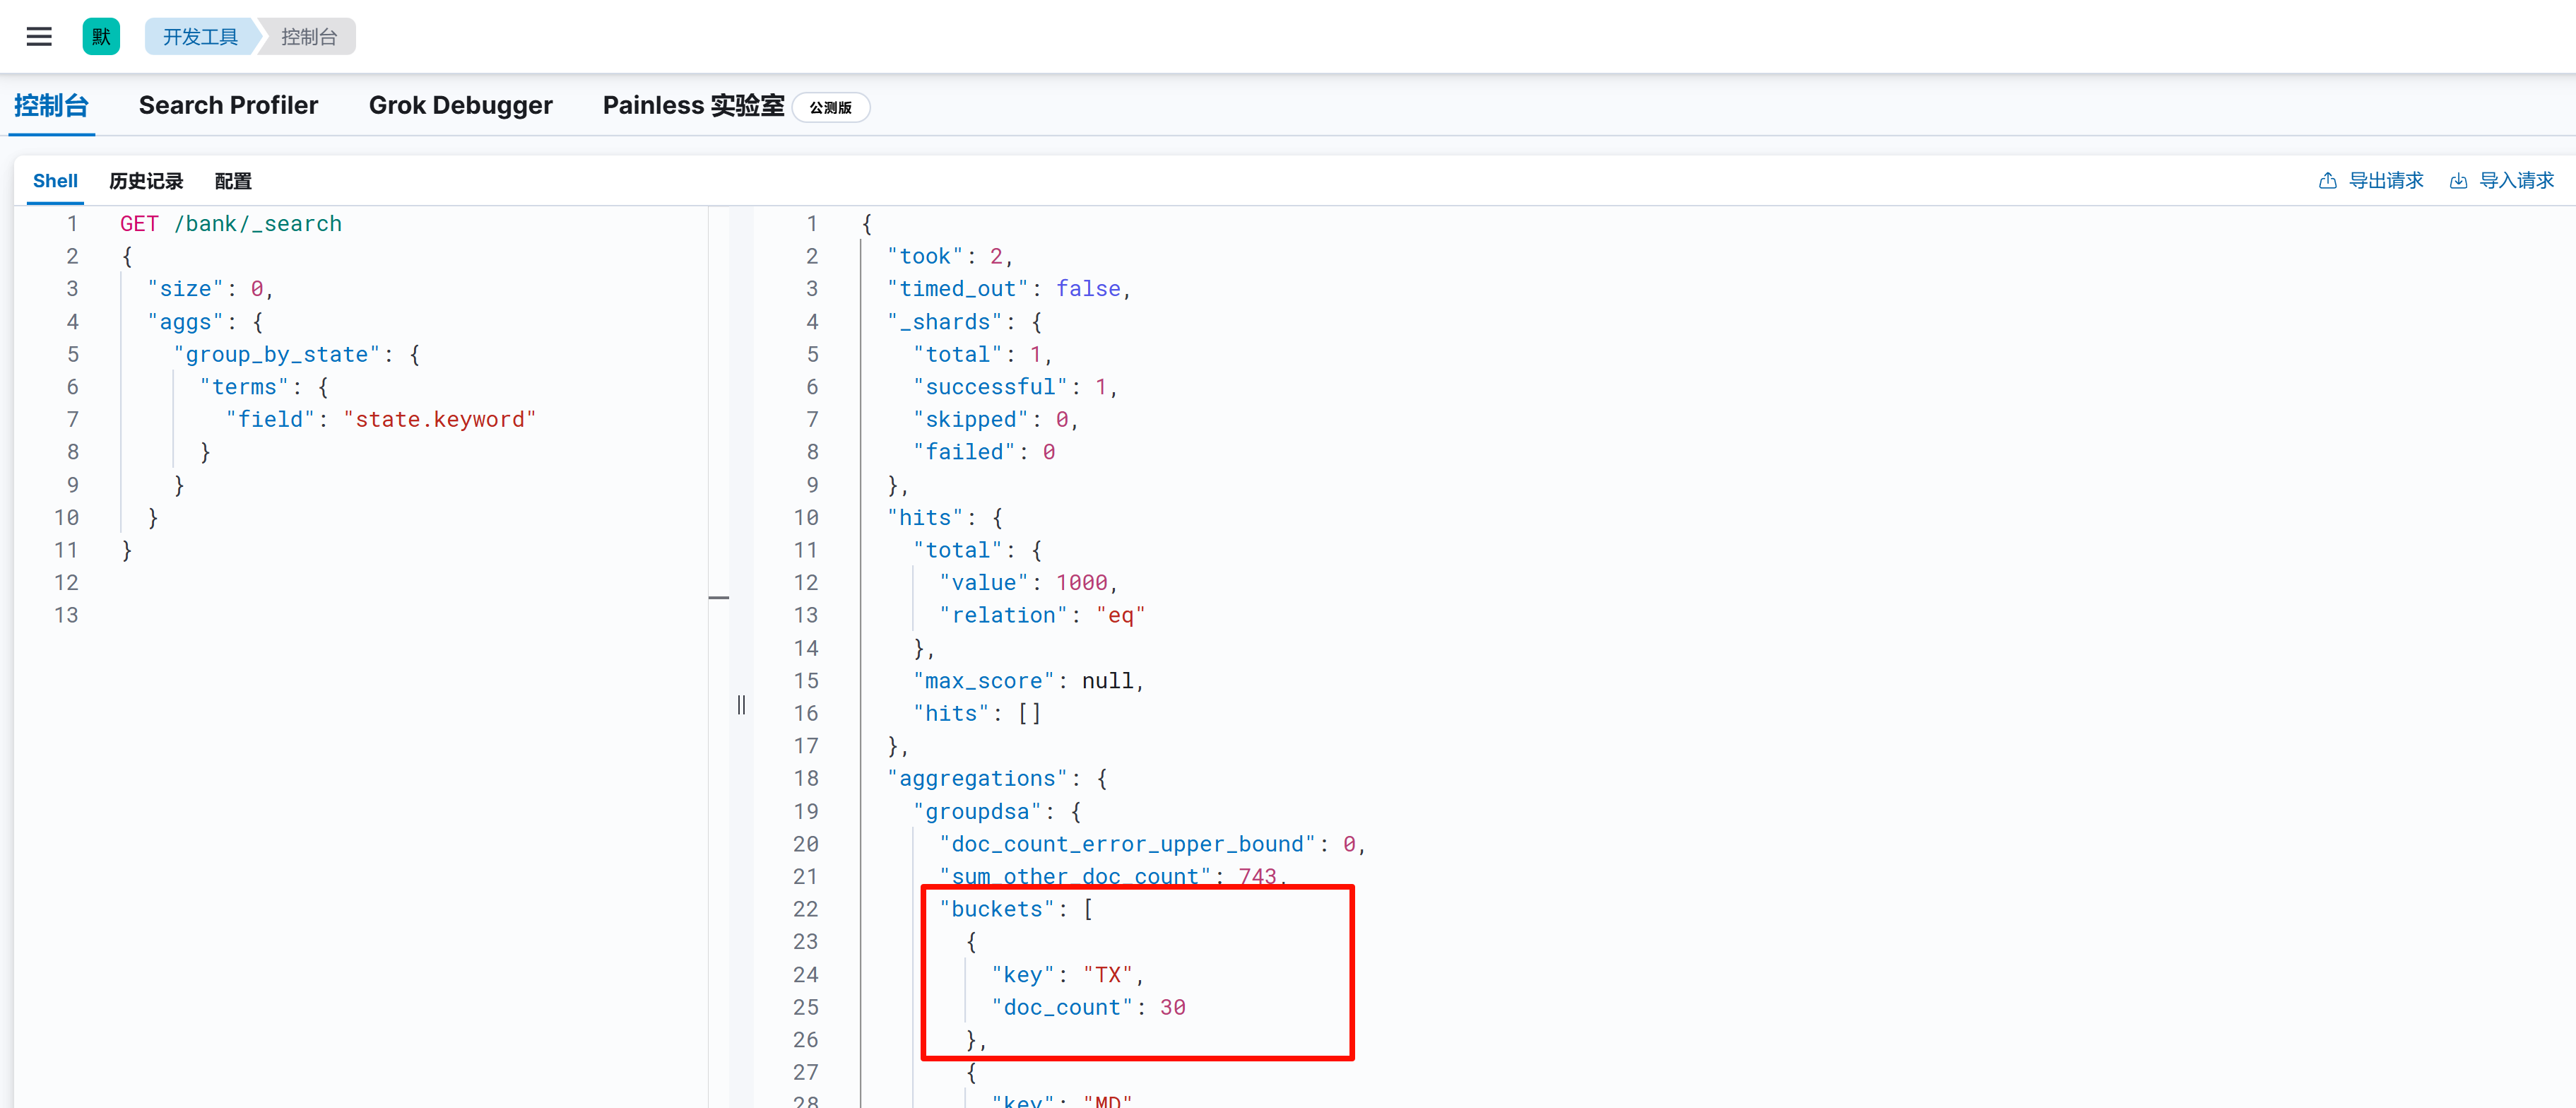 默 开发工具 控制台
控制台 Search Profiler Grok Debugger Painless 实验室 公测版
Shell 历史记录 配置 导出请求 导入请求
1 GET /bank/_search
2 {
3 "size": 0,
4 "aggs": {
5 "group_by_state": {
6 "terms": {
7 "field": "state.keyword"
8 }
9 }
10 }
11 }
12
13
1 {
2 "took": 2,
3 "timed_out": false,
4 "_shards": {
5 "total": 1,
6 "successful": 1,
7 "skipped": 0,
8 "failed": 0
9 },
10 "hits": {
11 "total": {
12 "value": 1000,
13 "relation": "eq"
14 },
15 "max_score": null,
16 "hits": []
17 },
18 "aggregations": {
19 "groupdsa": {
20 "doc_count_error_upper_bound": 0,
21 "sum_other_doc_count": 743,
22 "buckets": [
23 {
24 "key": "TX",
25 "doc_count": 30
26 },
27 {
28 "key": "MD"